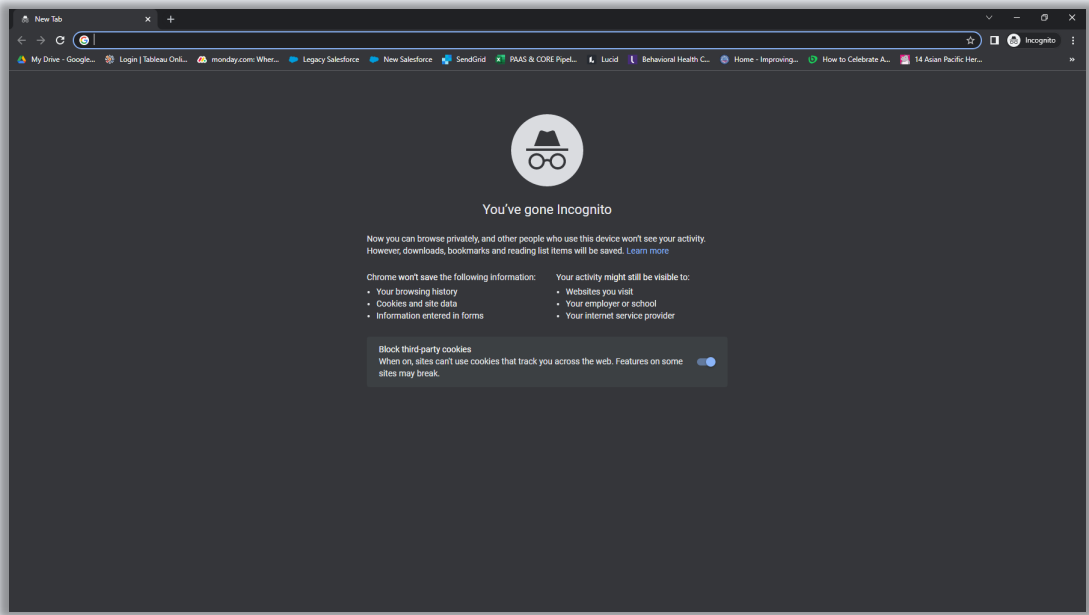 New Tab
Incognito
My Drive - Google... Login | Tableau Onli... monday.com: Wher... Legacy Salesforce New Salesforce SendGrid PAAS & CORE Pipel... Lucid Behavioral Health C... Home - Improving... How to Celebrate A... 14 Asian Pacific Her... »
You've gone Incognito
Now you can browse privately, and other people who use this device won't see your activity.
However, downloads, bookmarks and reading list items will be saved. Learn more
Chrome won't save the following information:
• Your browsing history
• Cookies and site data
• Information entered in forms
Your activity might still be visible to:
• Websites you visit
• Your employer or school
• Your internet service provider
Block third-party cookies
When on, sites can't use cookies that track you across the web. Features on some
sites may break.